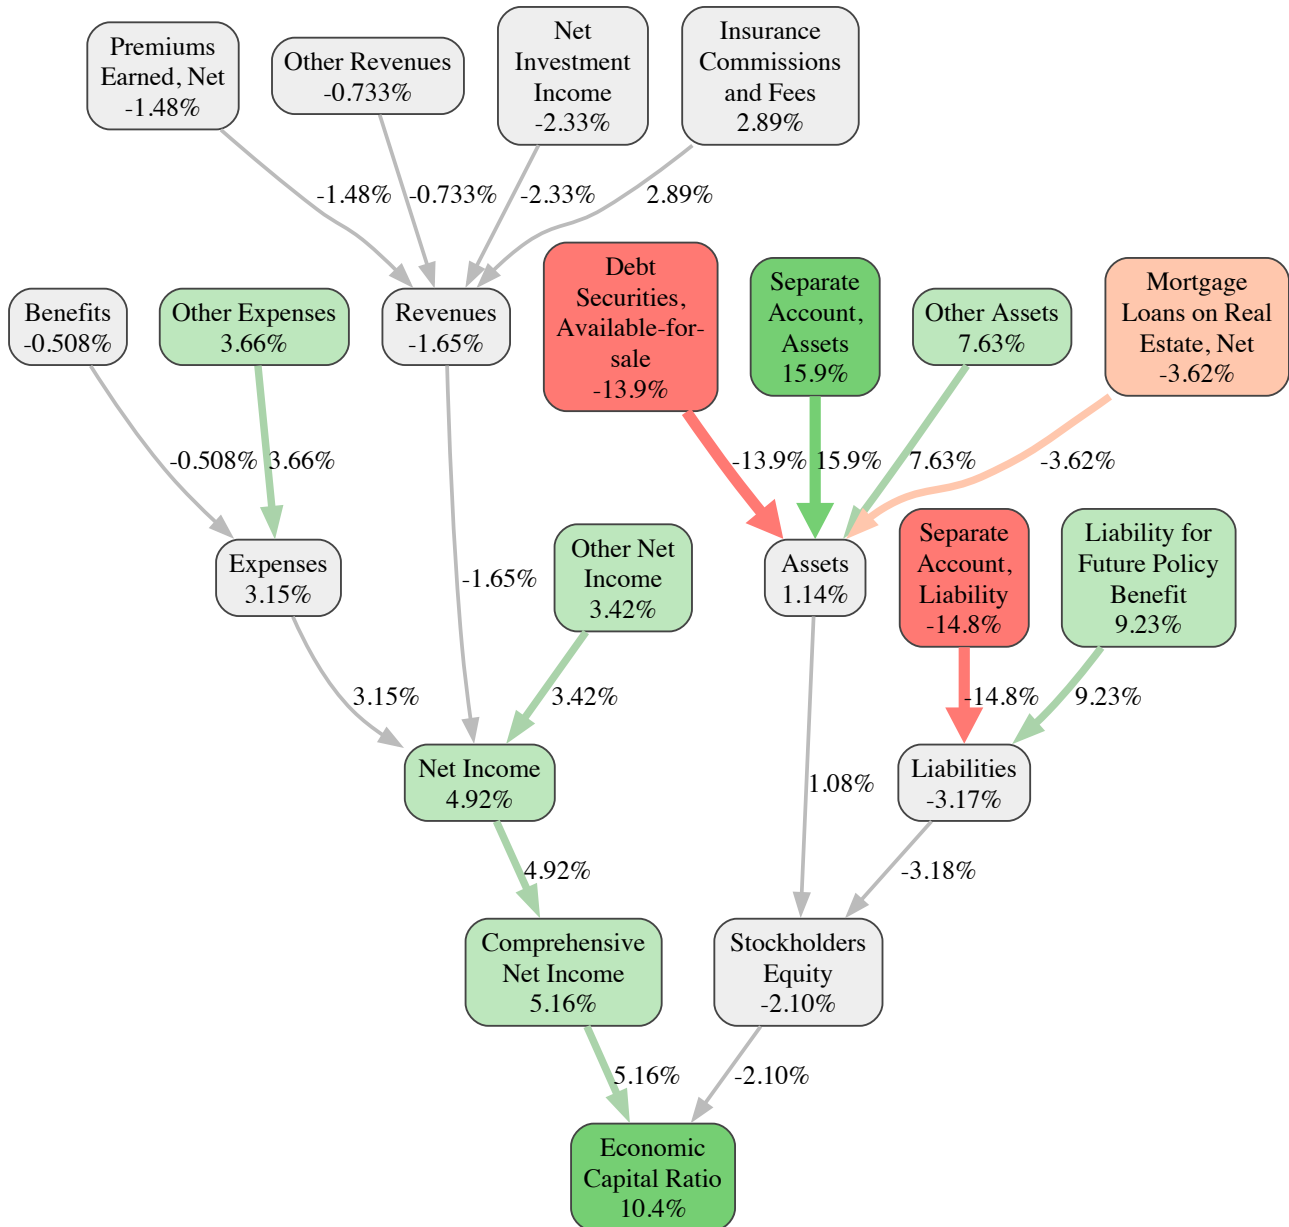 Premiums
Earned, Net
-1.48%
Other Revenues
-0.733%
Net
Investment
Income
-2.33%
Insurance
Commissions
and Fees
2.89%
-1.48%
-0.733%
-2.33%
2.89%
Benefits
-0.508%
Other Expenses
3.66%
Revenues
-1.65%
Debt
Securities,
Available-for-
sale
-13.9%
Separate
Account,
Assets
15.9%
Other Assets
7.63%
Mortgage
Loans on Real
Estate, Net
-3.62%
-0.508%
3.66%
-13.9%
15.9%
7.63%
-3.62%
Expenses
3.15%
-1.65%
Other Net
Income
3.42%
Assets
1.14%
Separate
Account,
Liability
-14.8%
Liability for
Future Policy
Benefit
9.23%
3.15%
3.42%
-14.8%
9.23%
Net Income
4.92%
1.08%
Liabilities
-3.17%
4.92%
-3.18%
Comprehensive
Net Income
5.16%
Stockholders
Equity
-2.10%
5.16%
-2.10%
Economic
Capital Ratio
10.4%